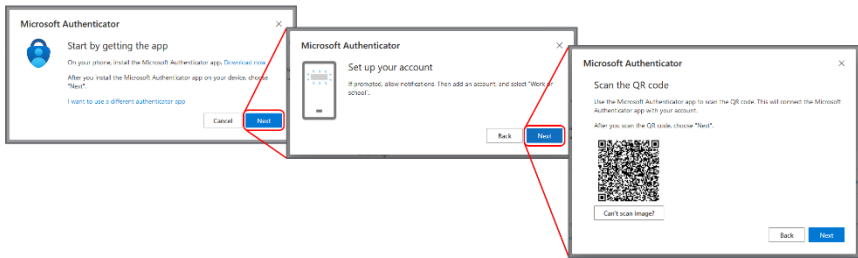 Microsoft Authenticator
Start by getting the app
On your phone, install the Microsoft Authenticator app. Download now
After you install the Microsoft Authenticator app on your device, choose
"Next".
I want to use a different authenticator app
Cancel
Next
Microsoft Authenticator
Set up your account
If prompted, allow notifications. Then add an account, and select "Work or
school".
Back
Next
Microsoft Authenticator
Scan the QR code
Use the Microsoft Authenticator app to scan the QR code. This will connect the Microsoft
Authenticator app with your account.
After you scan the QR code, choose "Next".
Can't scan image?
Back
Next